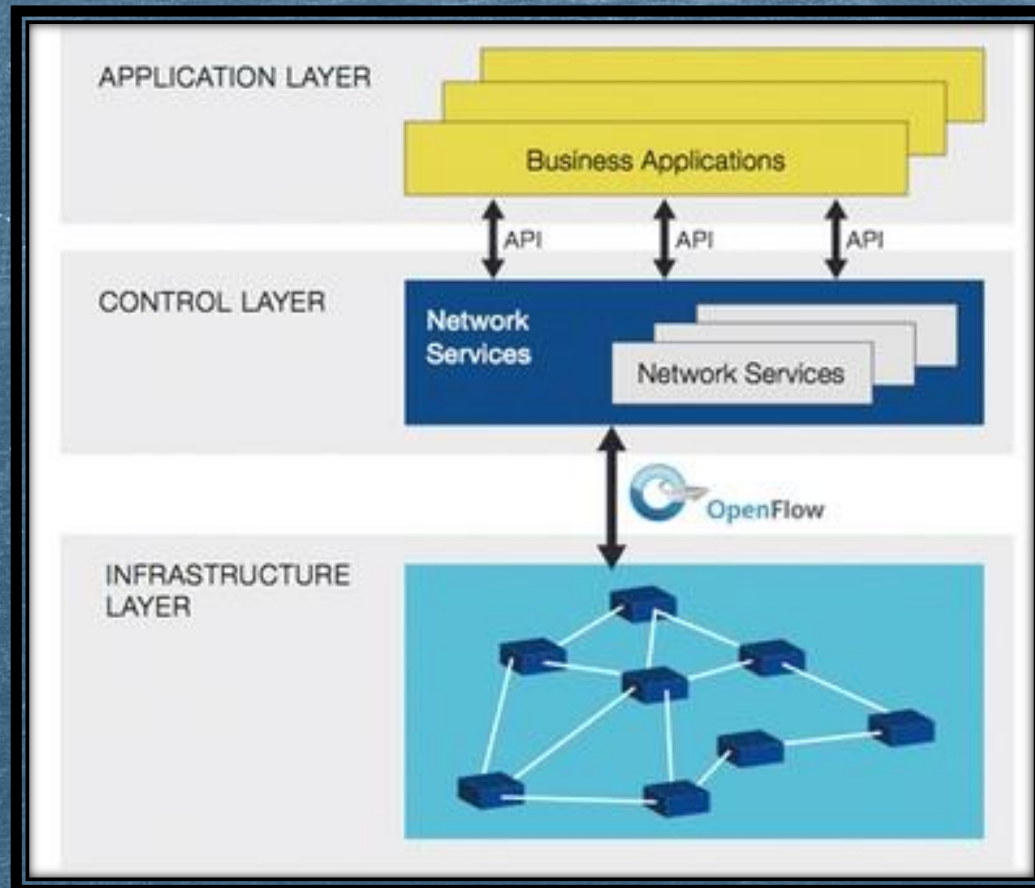 APPLICATION LAYER
Business Applications
API
API
API
CONTROL LAYER
Network
Services
Network Services
OpenFlow
INFRASTRUCTURE
LAYER